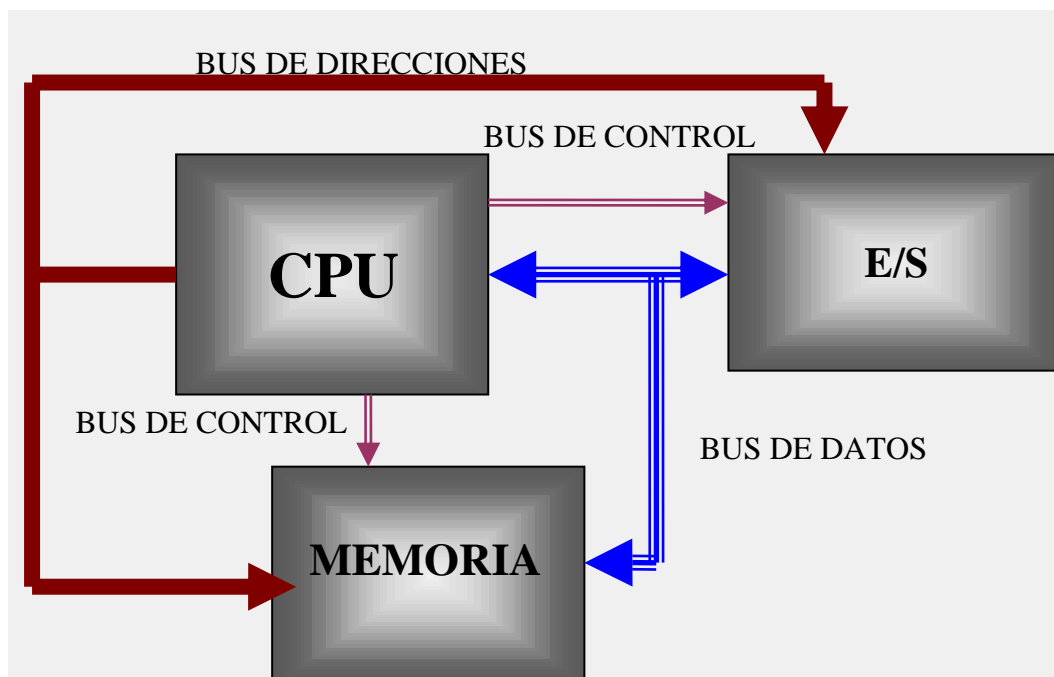 BUS DE DIRECCIONES
BUS DE CONTROL
CPU
E/S
BUS DE CONTROL
BUS DE DATOS
MEMORIA